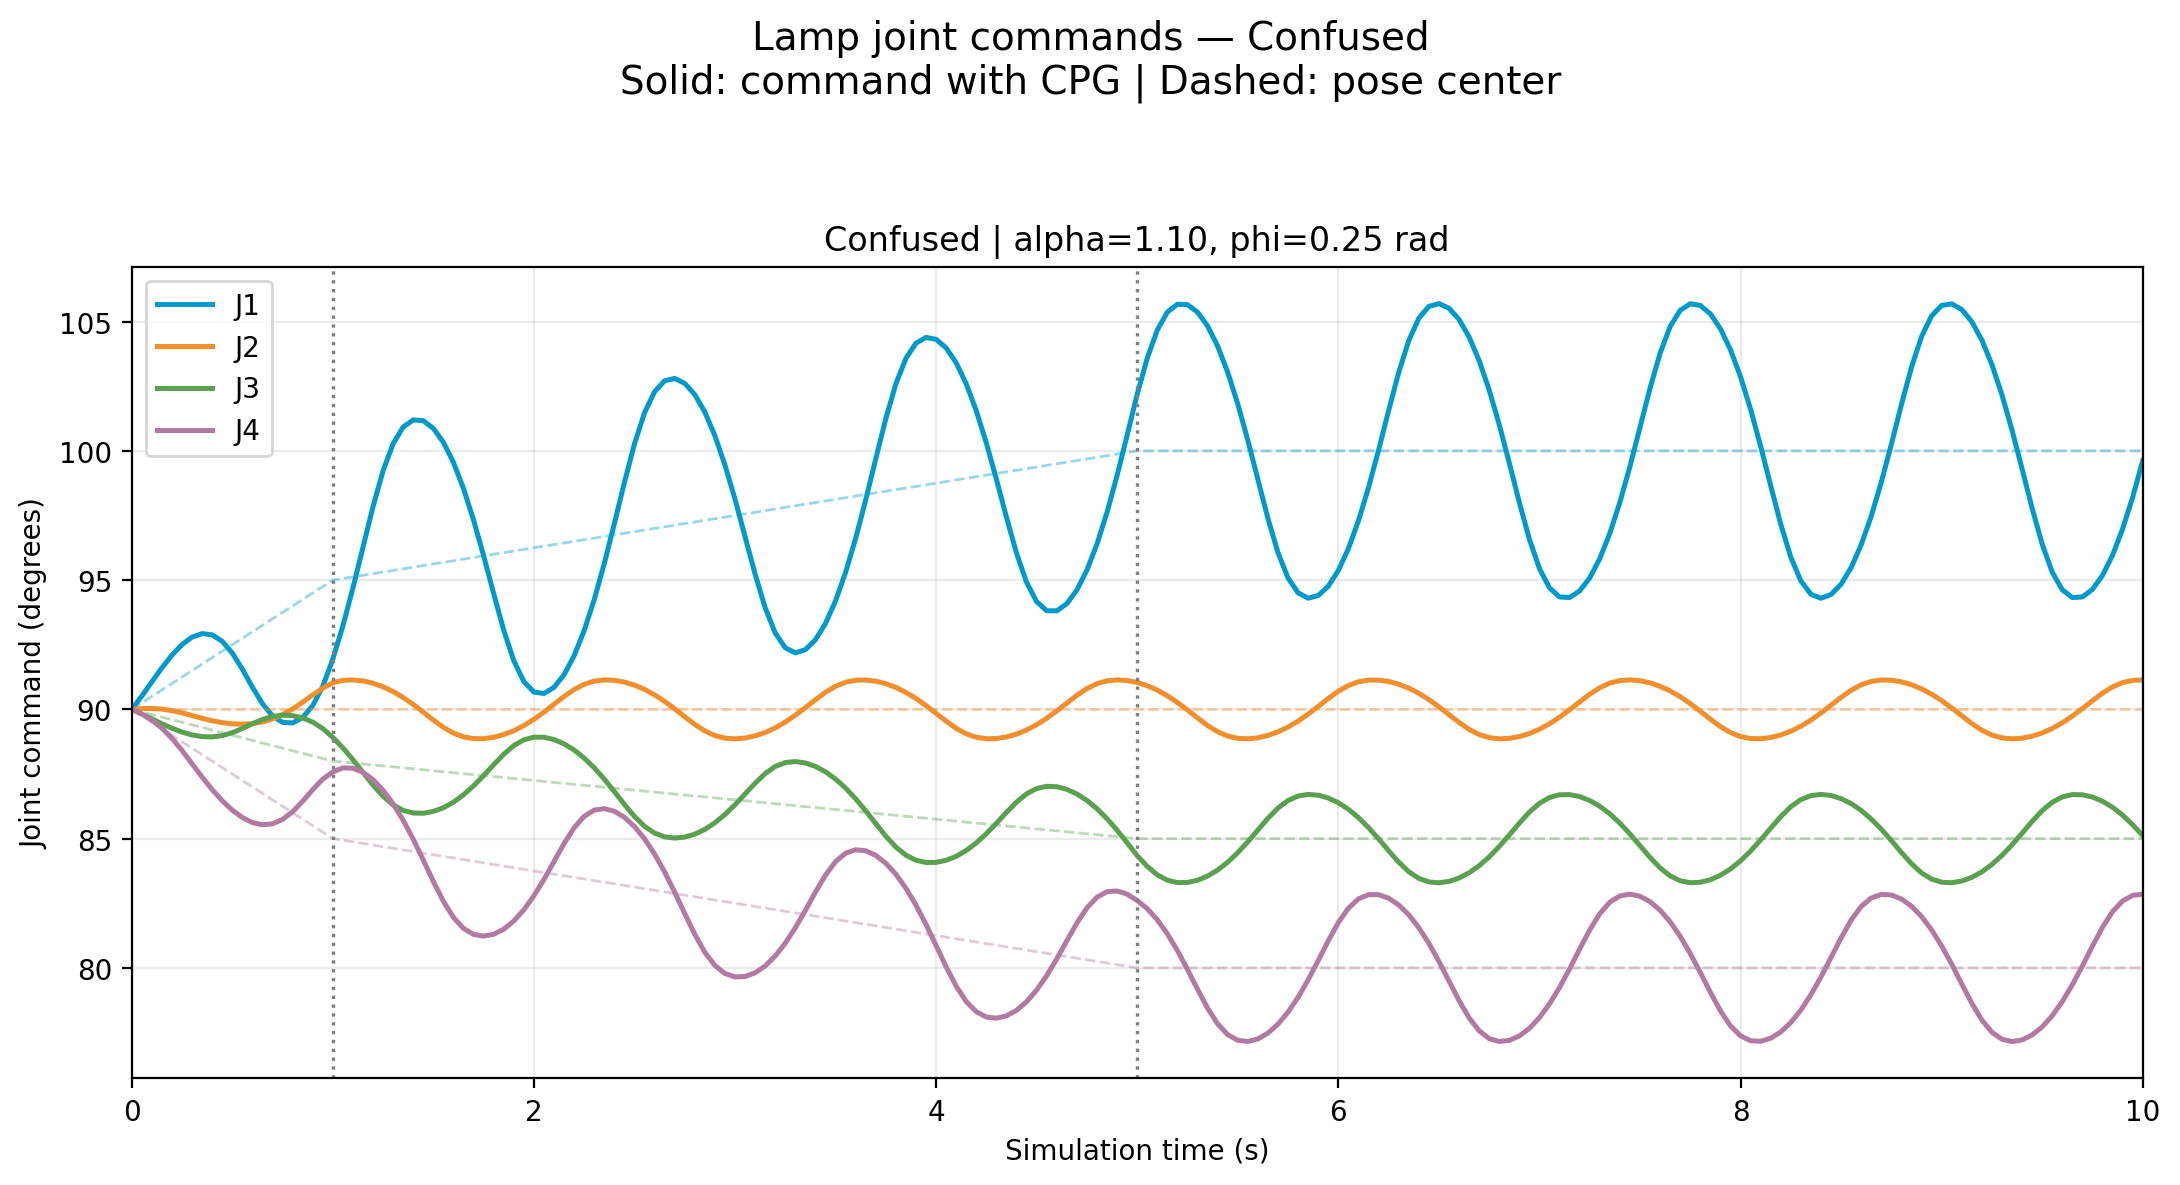 Lamp joint commands — Confused
Solid: command with CPG | Dashed: pose center
Confused | alpha=1.10, phi=0.25 rad
J1
J2
J3
J4
Joint command (degrees)
105
100
95
90
85
80
0
2
4
6
8
10
Simulation time (s)